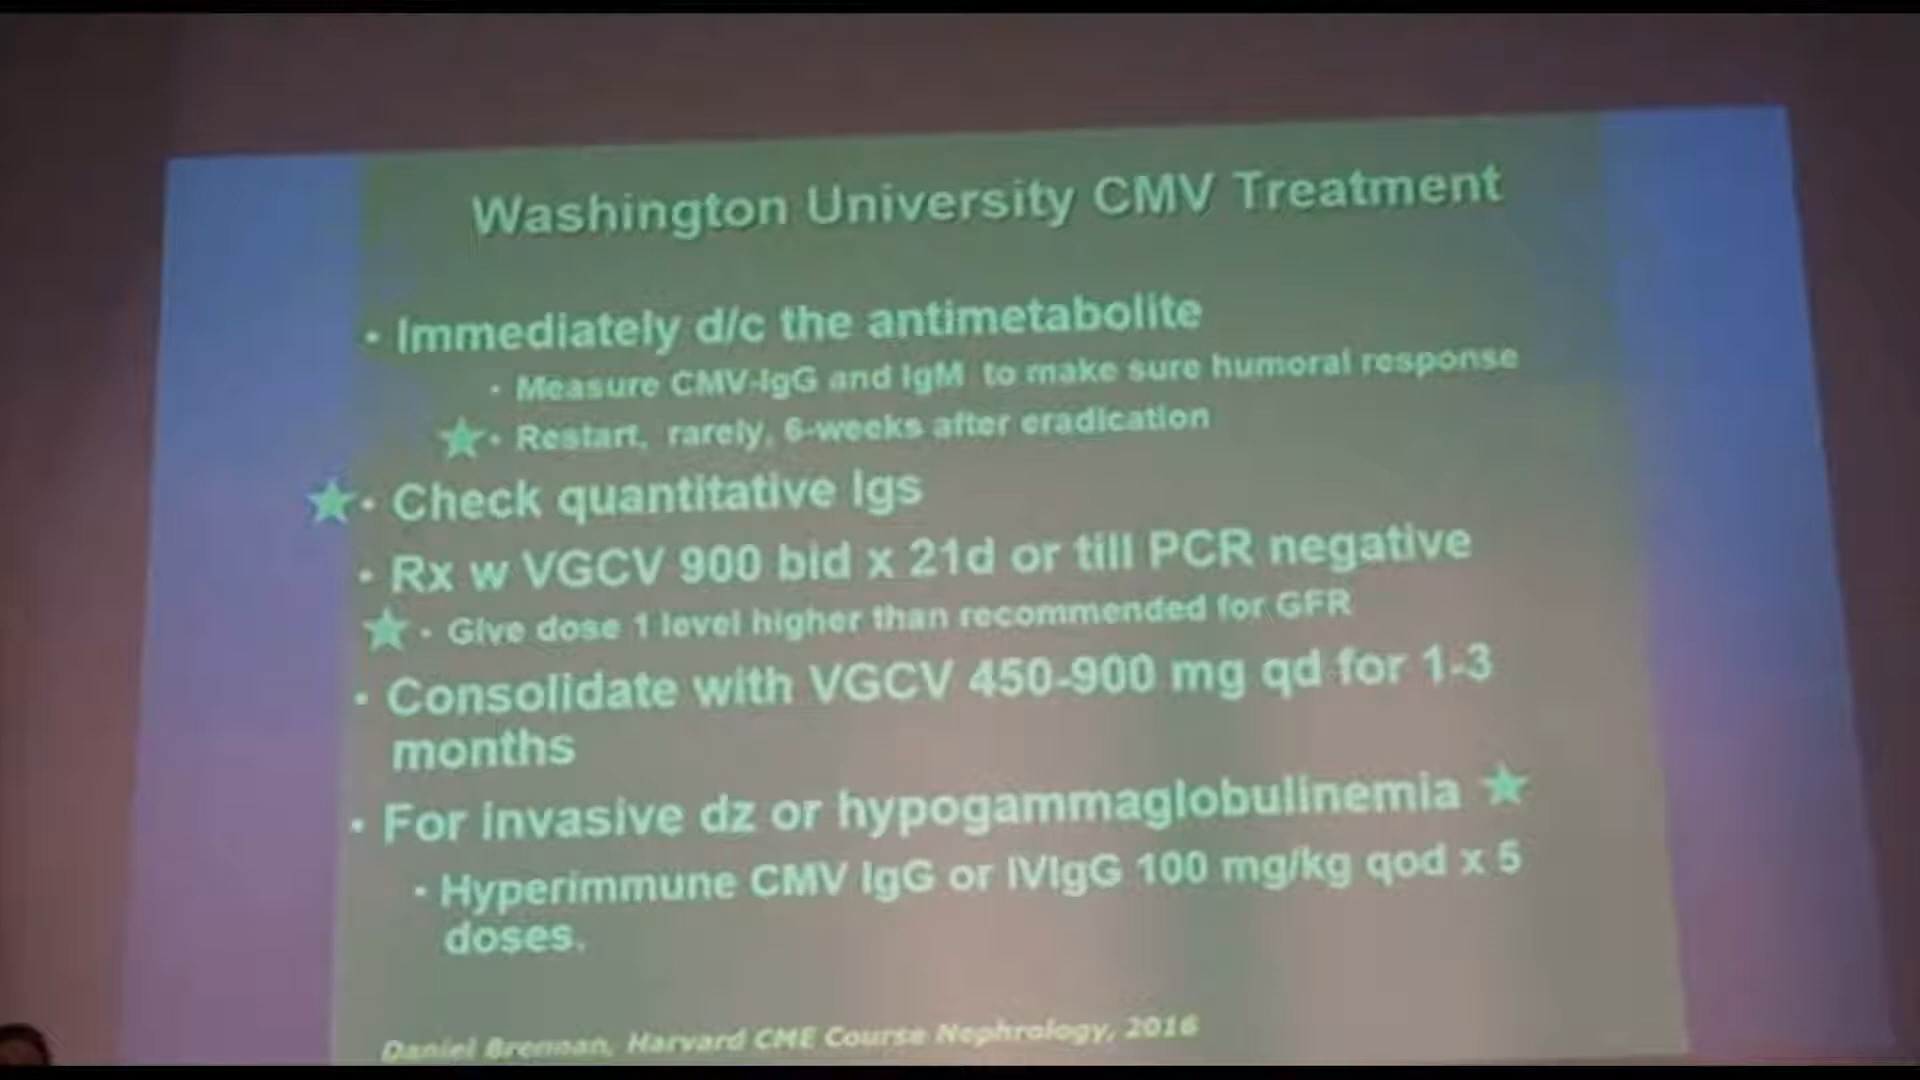 Washington University CMV Treatment
• Immediately d/c the antimetabolite
• Measure CMV-IgG and IgM to make sure humoral response
• Restart, rarely, 6-weeks after eradication
• Check quantitative Igs
• Rx w VGCV 900 bid x 21d or till PCR negative
• Give dose 1 level higher than recommended for GFR
• Consolidate with VGCV 450-900 mg qd for 1-3
months
• For invasive dz or hypogammaglobulinemia
• Hyperimmune CMV IgG or IVIgG 100 mg/kg qod x 5
doses.
Daniel Brennan, Harvard CME Course Nephrology, 2016